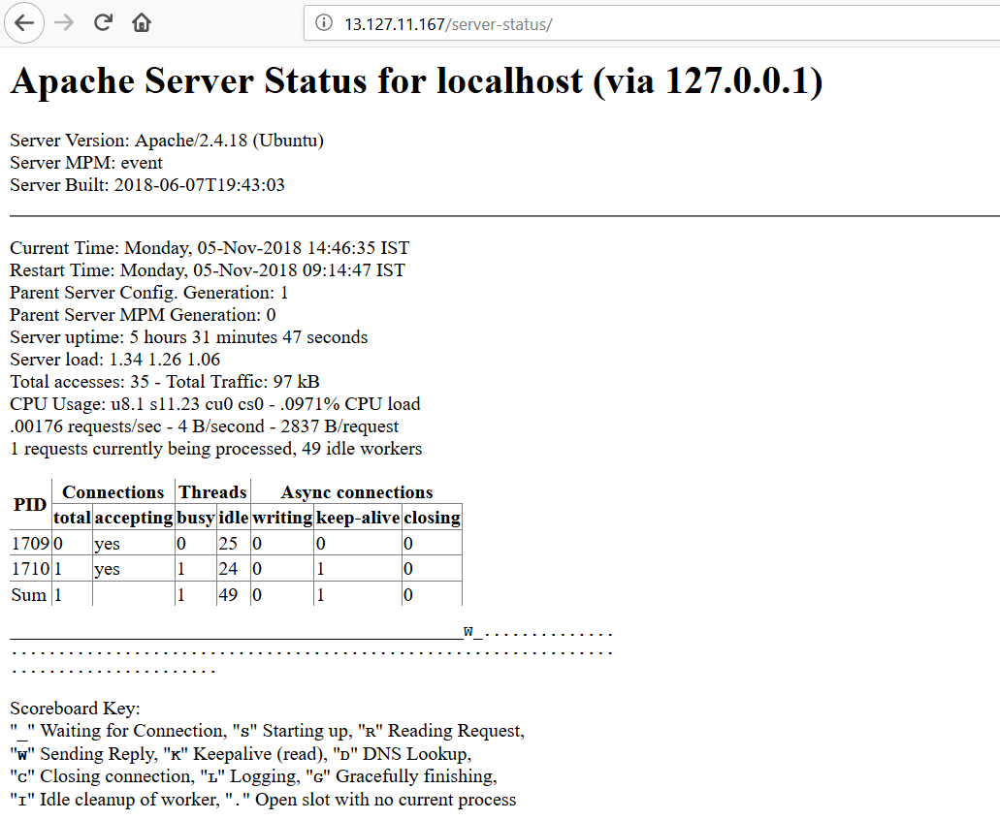 13.127.11.167/server-status/
Apache Server Status for localhost (via 127.0.0.1)
Server Version: Apache/2.4.18 (Ubuntu)
Server MPM: event
Server Built: 2018-06-07T19:43:03
Current Time: Monday, 05-Nov-2018 14:46:35 IST
Restart Time: Monday, 05-Nov-2018 09:14:47 IST
Parent Server Config. Generation: 1
Parent Server MPM Generation: 0
Server uptime: 5 hours 31 minutes 47 seconds
Server load: 1.34 1.26 1.06
Total accesses: 35 - Total Traffic: 97 kB
CPU Usage: u8.1 s11.23 cu0 cs0 - .0971% CPU load
.00176 requests/sec - 4 B/second - 2837 B/request
1 requests currently being processed, 49 idle workers
PID Connections Threads Async connections
total accepting busy idle writing keep-alive closing
1709 0 yes 0 25 0 0 0
1710 1 yes 1 24 0 1 0
Sum 1 1 49 0 1 0
________________________________________________W_..............
................................................................
......................
Scoreboard Key:
"_" Waiting for Connection, "S" Starting up, "R" Reading Request,
"W" Sending Reply, "K" Keepalive (read), "D" DNS Lookup,
"C" Closing connection, "L" Logging, "G" Gracefully finishing,
"I" Idle cleanup of worker, "." Open slot with no current process